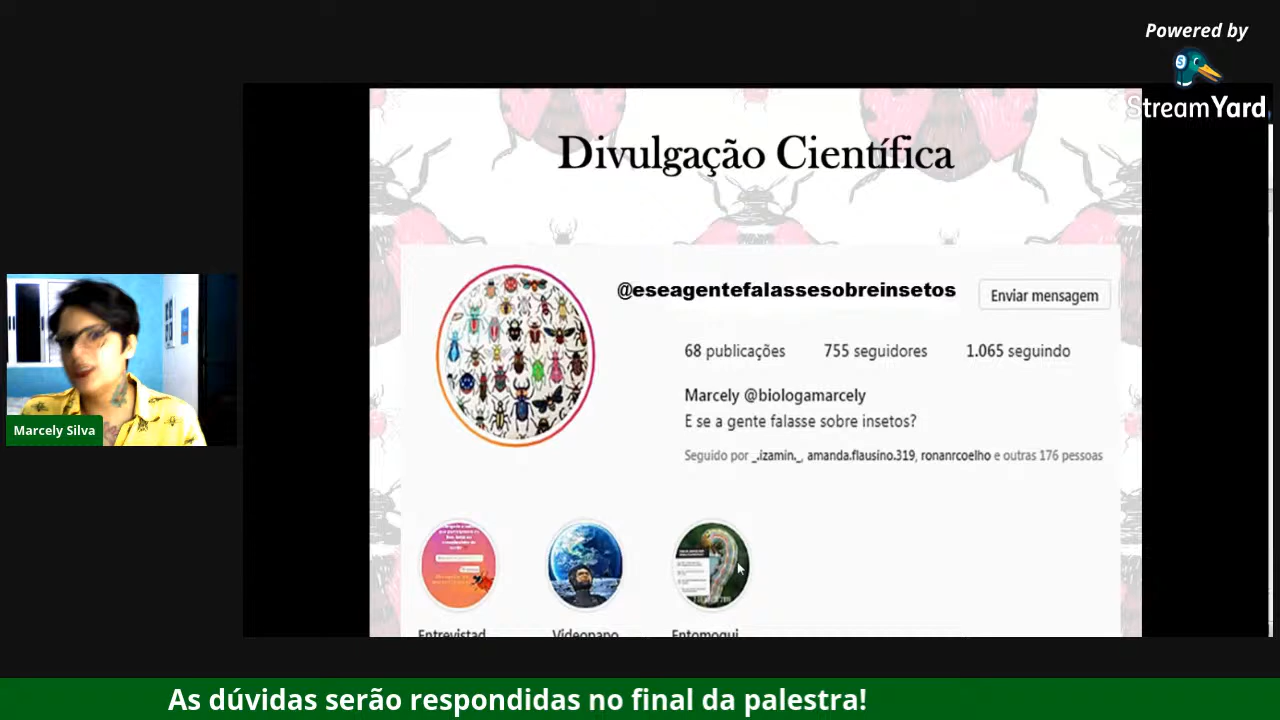 Powered by
StreamYard
Divulgação Científica
@eseagentefalassesobreinsetos
Enviar mensagem
68 publicações 755 seguidores 1.065 seguindo
Marcely @biologamarcely
E se a gente falasse sobre insetos?
Seguido por _.izamin._, amanda.flausino.319, ronanrcoelho e outras 176 pessoas
Marcely Silva
Entrevistad Videopapo Entomoqui
As dúvidas serão respondidas no final da palestra!